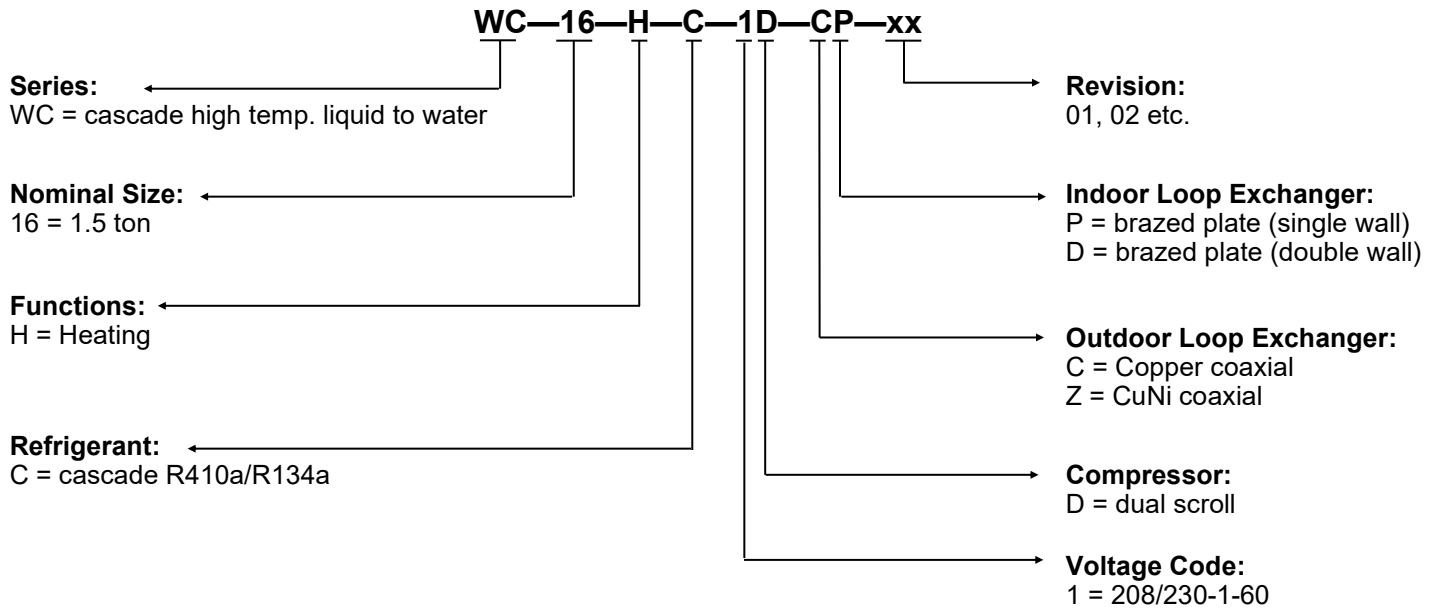 WC—16—H—C—1D—CP—xx
Series:
WC = cascade high temp. liquid to water
Nominal Size:
16 = 1.5 ton
Functions:
H = Heating
Refrigerant:
C = cascade R410a/R134a
Revision:
01, 02 etc.
Indoor Loop Exchanger:
P = brazed plate (single wall)
D = brazed plate (double wall)
Outdoor Loop Exchanger:
C = Copper coaxial
Z = CuNi coaxial
Compressor:
D = dual scroll
Voltage Code:
1 = 208/230-1-60